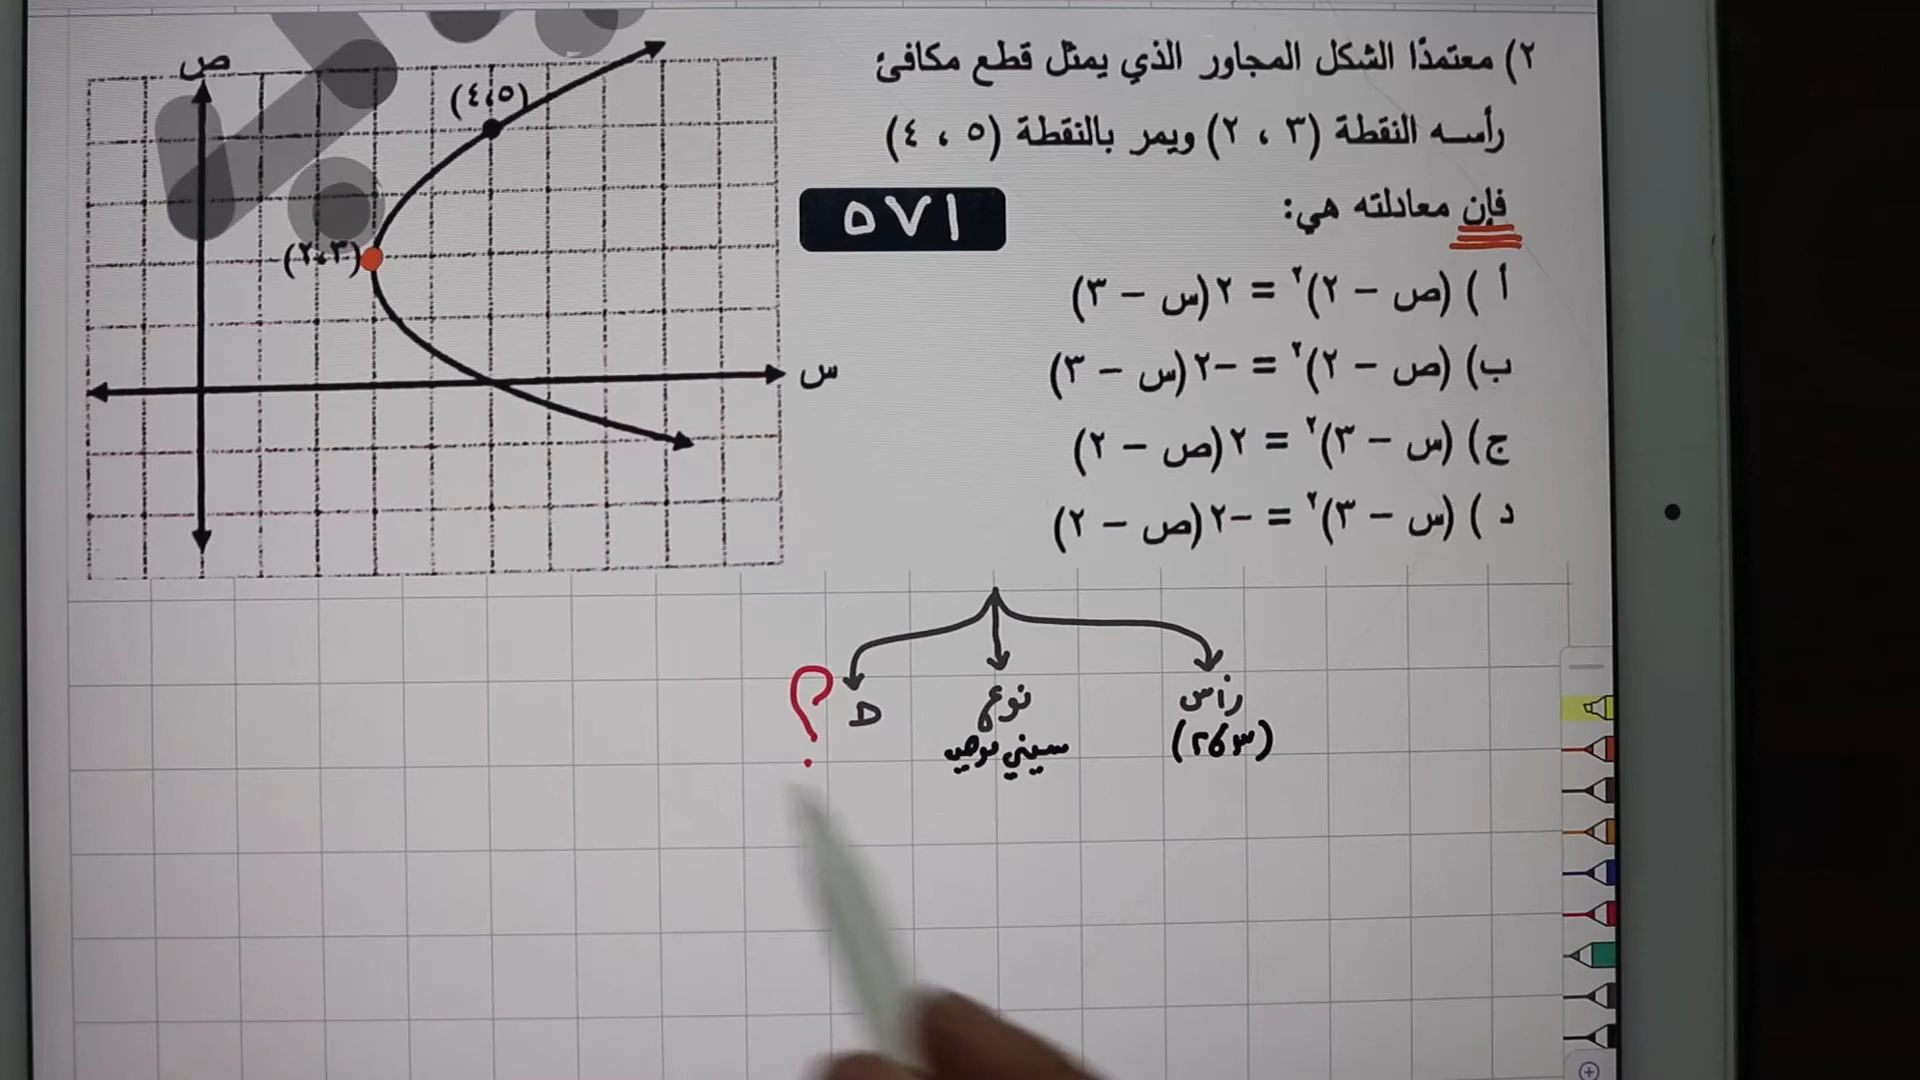 ٢) معتمدًا الشكل المجاور الذي يمثل قطع مكافئ
رأسه النقطة (٣ ، ٢) ويمر بالنقطة (٥ ، ٤)
فإن معادلته هي:
٥٧١
أ ) (ص − ٢)٢ = ٢(س − ٣)
ب) (ص − ٢)٢ = −٢(س − ٣)
ج) (س − ٣)٢ = ٢(ص − ٢)
د ) (س − ٣)٢ = −٢(ص − ٢)
ص
(٤،٥)
(٢،٣)
س
رأس
(٣،٢)
نوع
سيني موجب
?